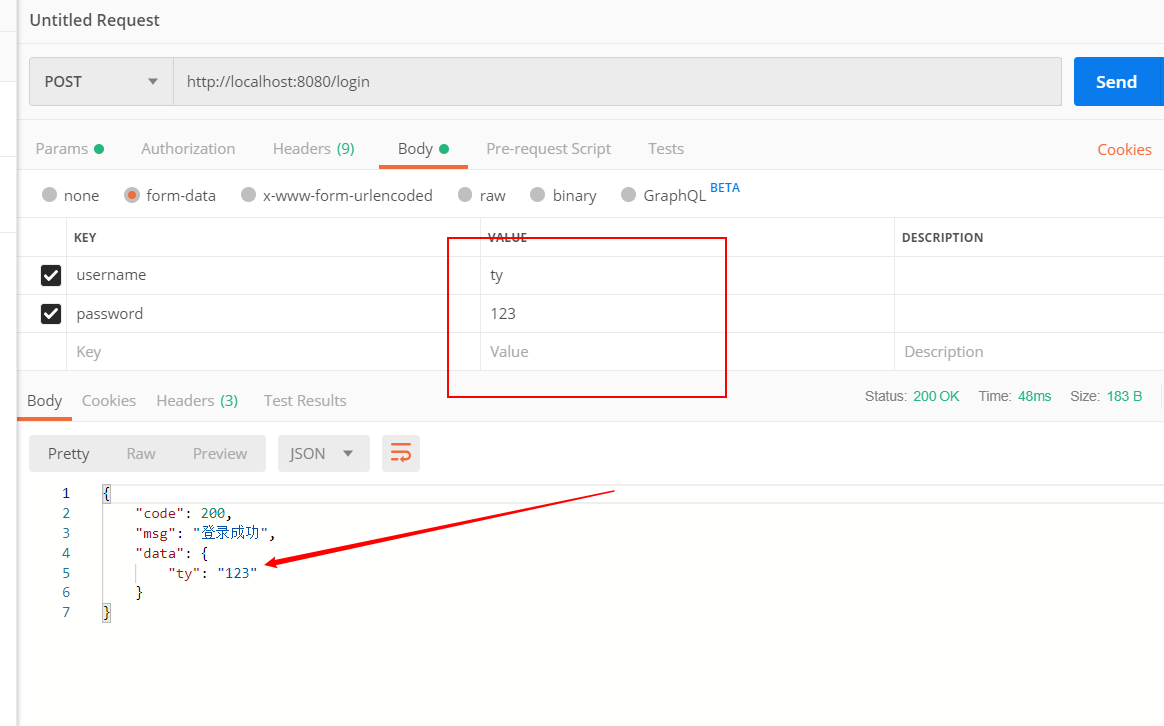 Untitled Request
POST http://localhost:8080/login Send
Params Authorization Headers (9) Body Pre-request Script Tests Cookies
none form-data x-www-form-urlencoded raw binary GraphQL BETA
KEY VALUE DESCRIPTION
username ty
password 123
Key Value Description
Body Cookies Headers (3) Test Results Status: 200 OK Time: 48ms Size: 183 B
Pretty Raw Preview JSON
1 {
2 "code": 200,
3 "msg": "登录成功",
4 "data": {
5 "ty": "123"
6 }
7 }